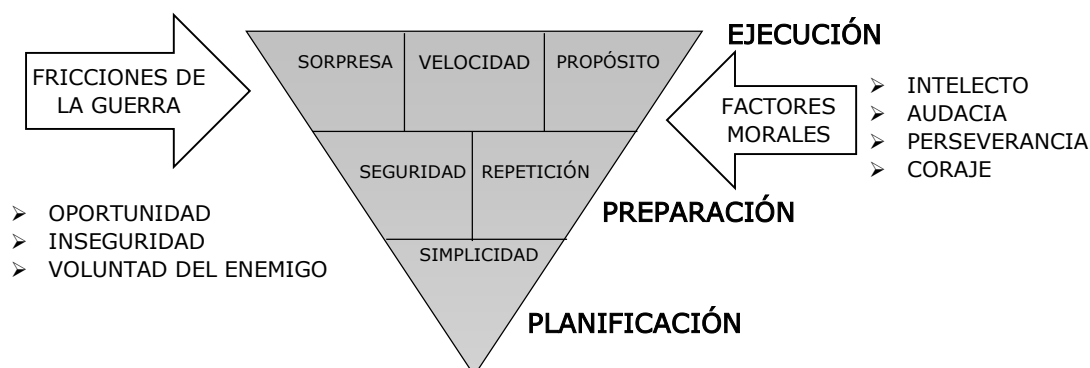 EJECUCIÓN
SORPRESA
VELOCIDAD
PROPÓSITO
FRICCIONES DE
LA GUERRA
FACTORES
MORALES
➢ INTELECTO
➢ AUDACIA
➢ PERSEVERANCIA
➢ CORAJE
SEGURIDAD
REPETICIÓN
PREPARACIÓN
➢ OPORTUNIDAD
➢ INSEGURIDAD
➢ VOLUNTAD DEL ENEMIGO
SIMPLICIDAD
PLANIFICACIÓN